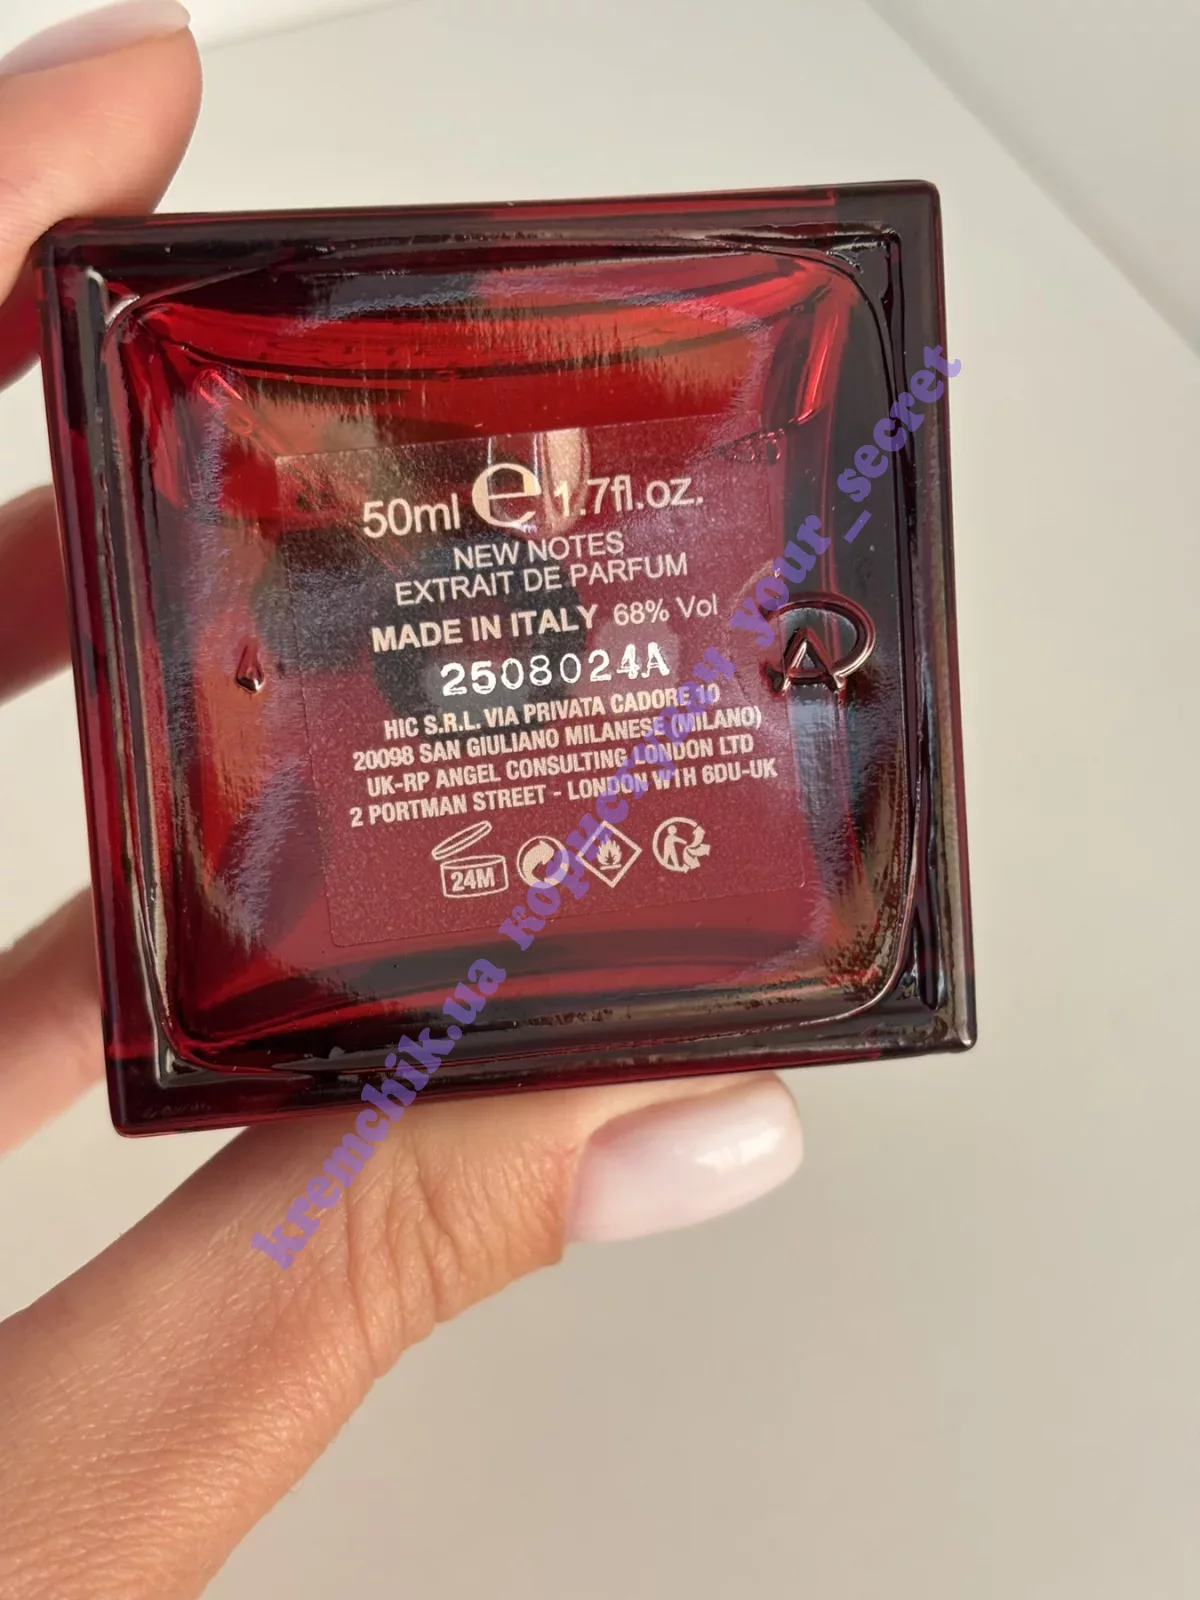 50ml e 1.7fl.oz.
NEW NOTES
EXTRAIT DE PARFUM
MADE IN ITALY 68% Vol
2508024A
HIC S.R.L. VIA PRIVATA CADORE 10
20098 SAN GIULIANO MILANESE (MILANO)
UK-RP ANGEL CONSULTING LONDON LTD
2 PORTMAN STREET - LONDON W1H 6DU-UK
24M
kremchik.ua користувач your_secret